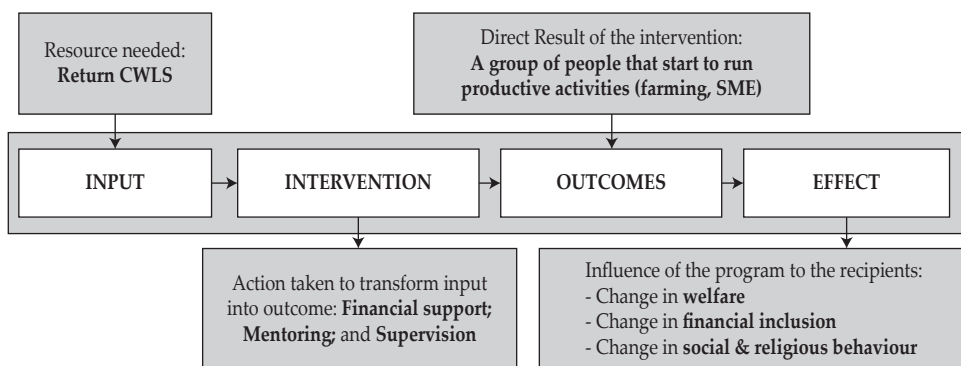 Resource needed:
Return CWLS
Direct Result of the intervention:
A group of people that start to run
productive activities (farming, SME)
INPUT
INTERVENTION
OUTCOMES
EFFECT
Action taken to transform input
into outcome: Financial support;
Mentoring; and Supervision
Influence of the program to the recipients:
- Change in welfare
- Change in financial inclusion
- Change in social & religious behaviour